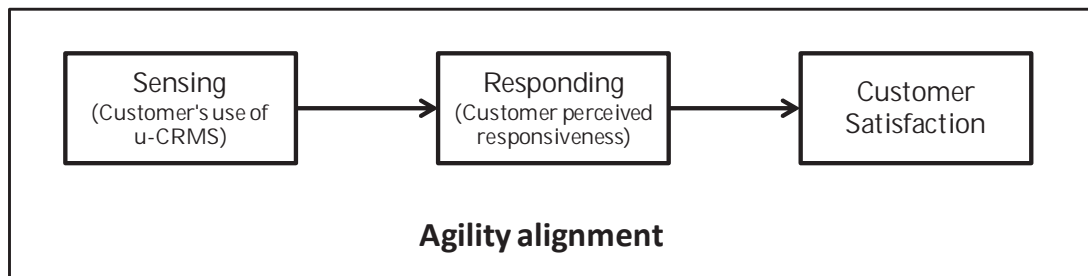 Sensing
(Customer's use of
u-CRMS)
Responding
(Customer perceived
responsiveness)
Customer
Satisfaction
Agility alignment